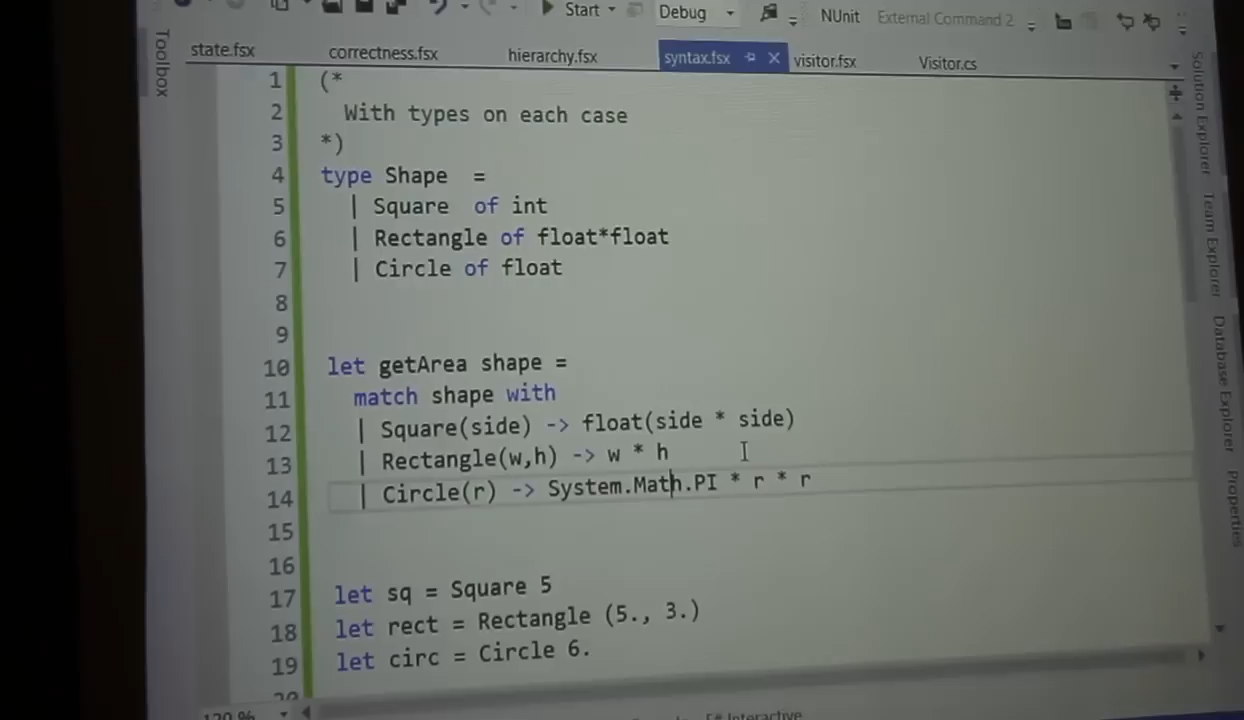 Start Debug NUnit External Command 2
Toolbox
state.fsx correctness.fsx hierarchy.fsx syntax.fsx visitor.fsx Visitor.cs
1 (*
2 With types on each case
3 *)
4 type Shape =
5 | Square of int
6 | Rectangle of float*float
7 | Circle of float
8
9
10 let getArea shape =
11 match shape with
12 | Square(side) -> float(side * side)
13 | Rectangle(w,h) -> w * h
14 | Circle(r) -> System.Math.PI * r * r
15
16
17 let sq = Square 5
18 let rect = Rectangle (5., 3.)
19 let circ = Circle 6.
20
120 %
F# Interactive
Solution Explorer
Team Explorer
Database Explorer
Properties